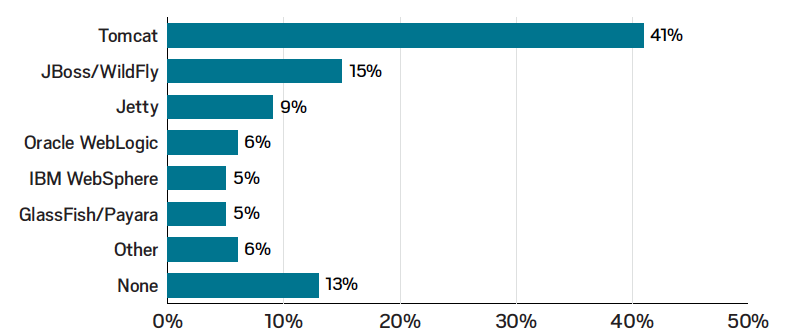 Tomcat 41%
JBoss/WildFly 15%
Jetty 9%
Oracle WebLogic 6%
IBM WebSphere 5%
GlassFish/Payara 5%
Other 6%
None 13%
0% 10% 20% 30% 40% 50%